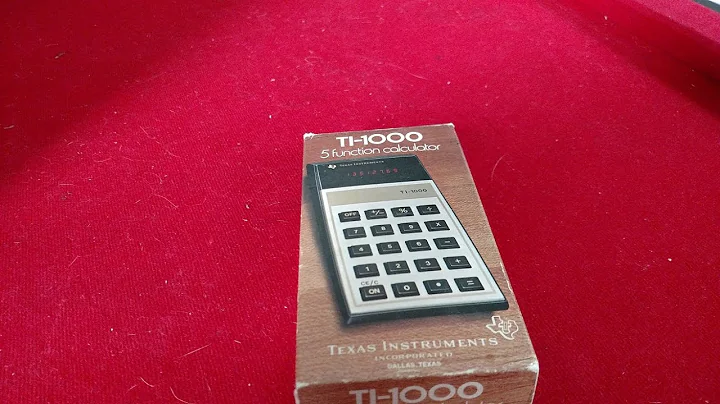 TI-1000
5 function calculator
TEXAS INSTRUMENTS
TI-1000
OFF +/- % ÷
7 8 9 X
4 5 6 −
1 2 3 +
CE/C
ON 0 • =
TEXAS INSTRUMENTS
INCORPORATED
DALLAS, TEXAS
TI-1000